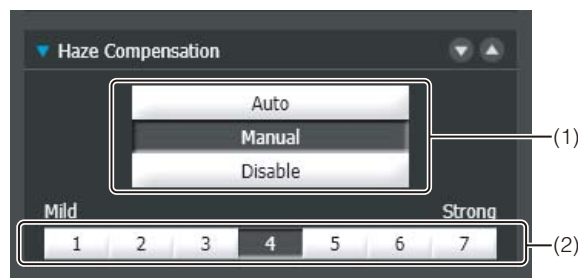 Haze Compensation
Auto
Manual
Disable
(1)
Mild Strong
1 2 3 4 5 6 7
(2)